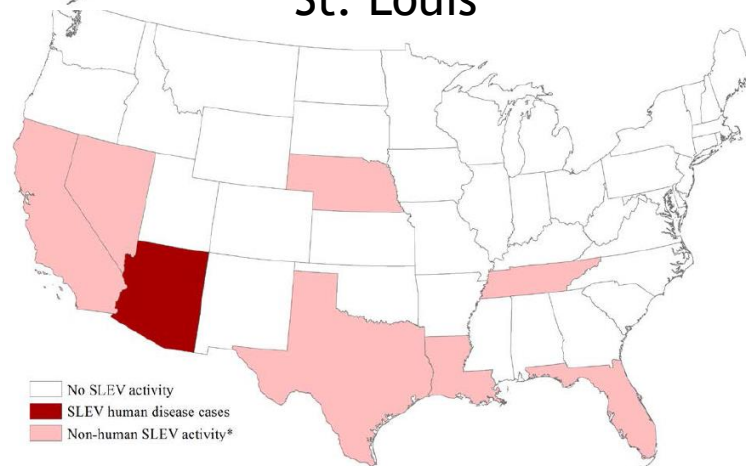 St. Louis
No SLEV activity
SLEV human disease cases
Non-human SLEV activity*